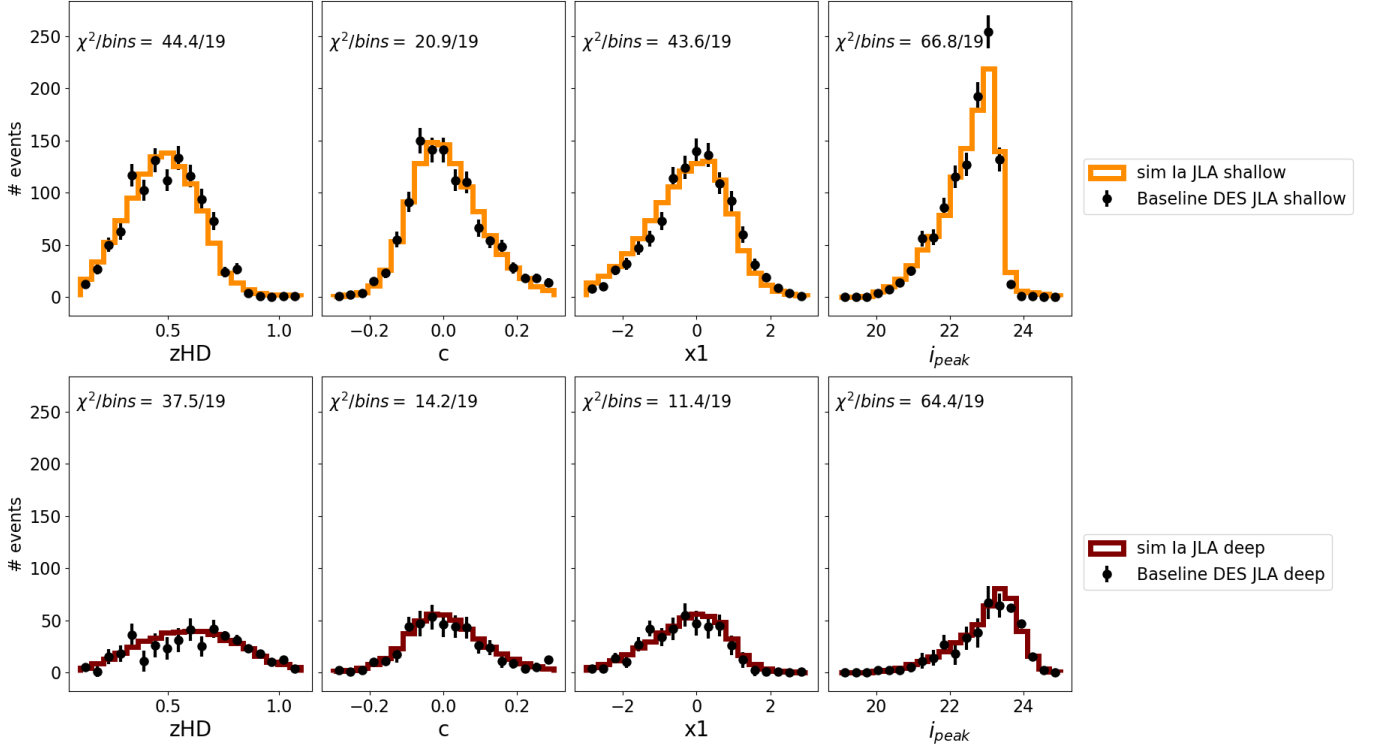 χ²/bins = 44.4/19
χ²/bins = 20.9/19
χ²/bins = 43.6/19
χ²/bins = 66.8/19
# events
250
200
150
100
50
0
0.5 1.0
−0.2 0.0 0.2
−2 0 2
20 22 24
zHD
c
x1
i_peak
sim Ia JLA shallow
Baseline DES JLA shallow
χ²/bins = 37.5/19
χ²/bins = 14.2/19
χ²/bins = 11.4/19
χ²/bins = 64.4/19
# events
250
200
150
100
50
0
0.5 1.0
−0.2 0.0 0.2
−2 0 2
20 22 24
zHD
c
x1
i_peak
sim Ia JLA deep
Baseline DES JLA deep